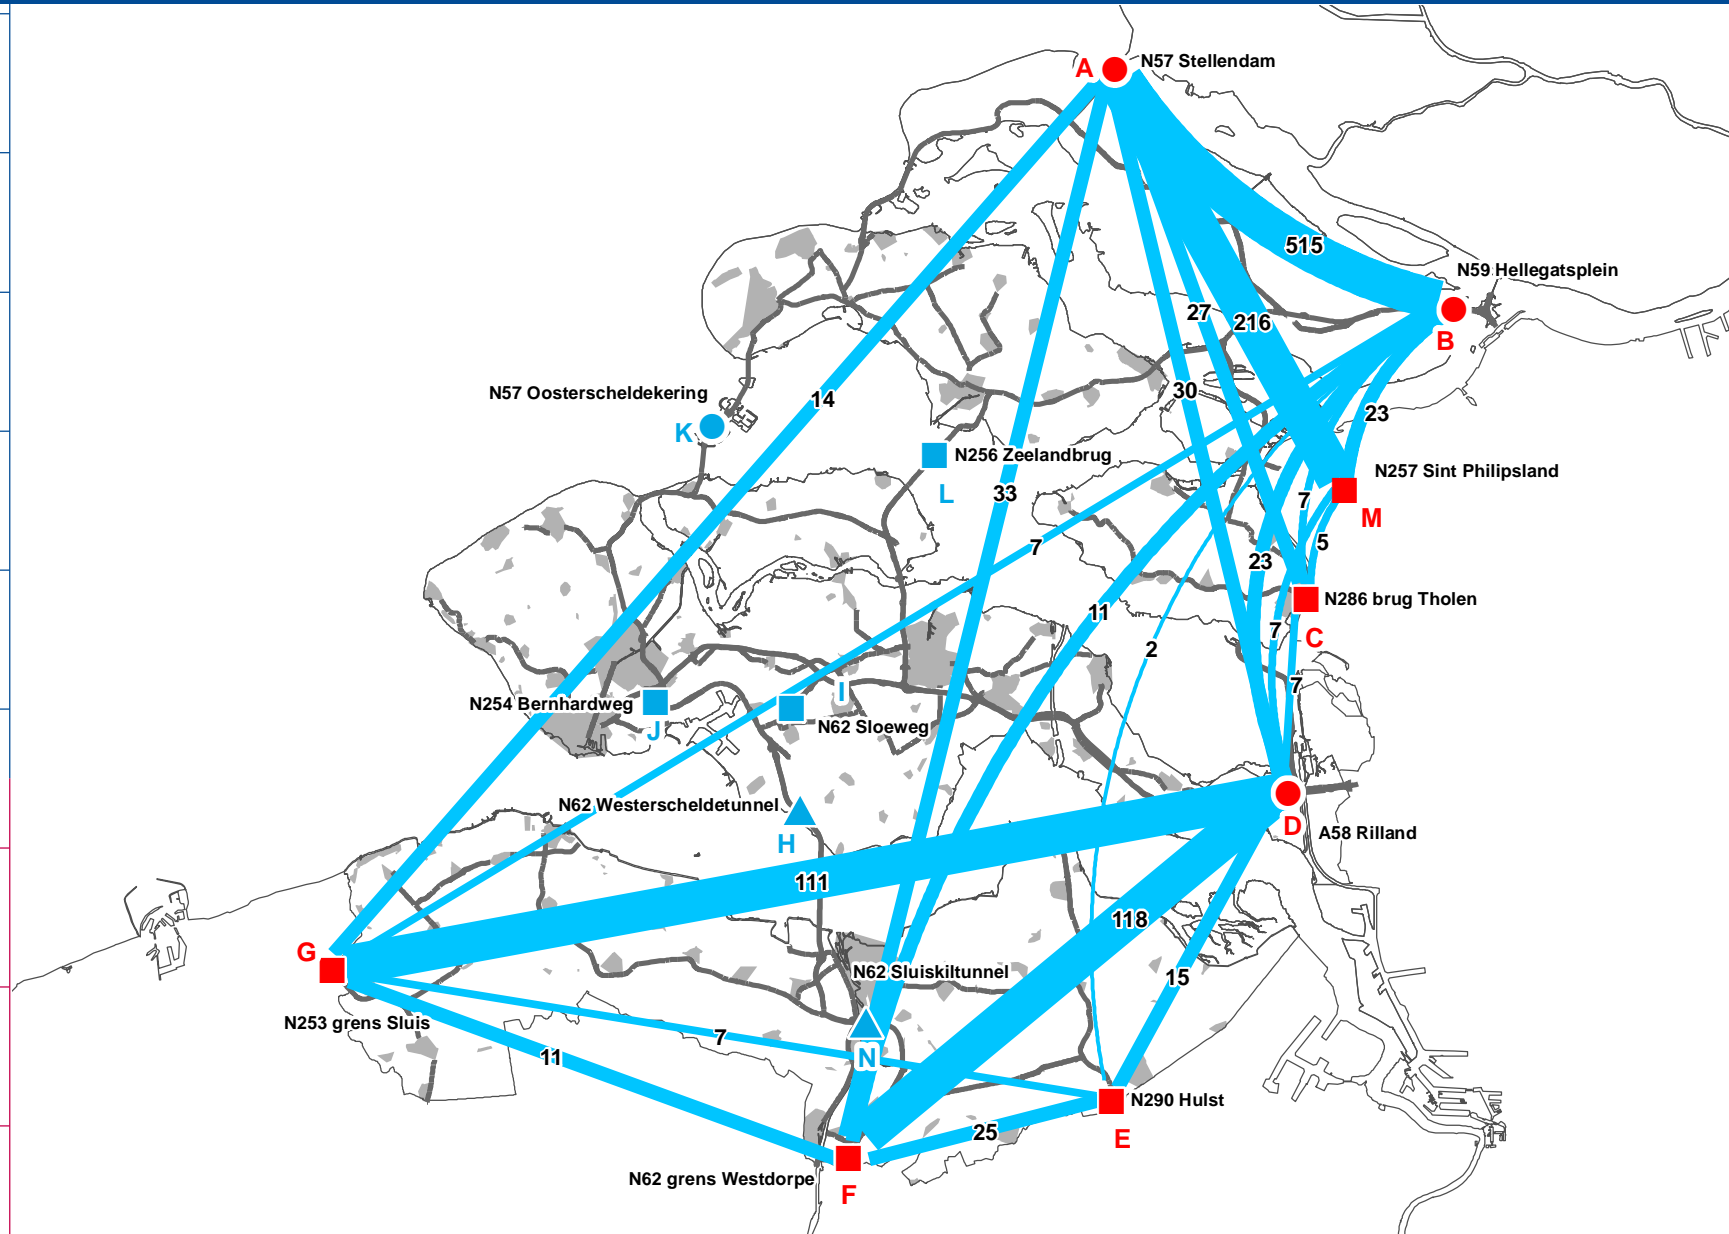 A
N57 Stellendam
515
N59 Hellegatsplein
27
216
B
30
N57 Oosterscheldekering
14
23
K
N256 Zeelandbrug
N257 Sint Philipsland
L
33
7
M
7
5
23
N286 brug Tholen
11
7
C
2
I
7
N254 Bernhardweg
J
N62 Sloeweg
N62 Westerscheldetunnel
D
A58 Rilland
H
111
118
G
N62 Sluiskiltunnel
15
N253 grens Sluis
7
11
N
N290 Hulst
25
E
N62 grens Westdorpe
F